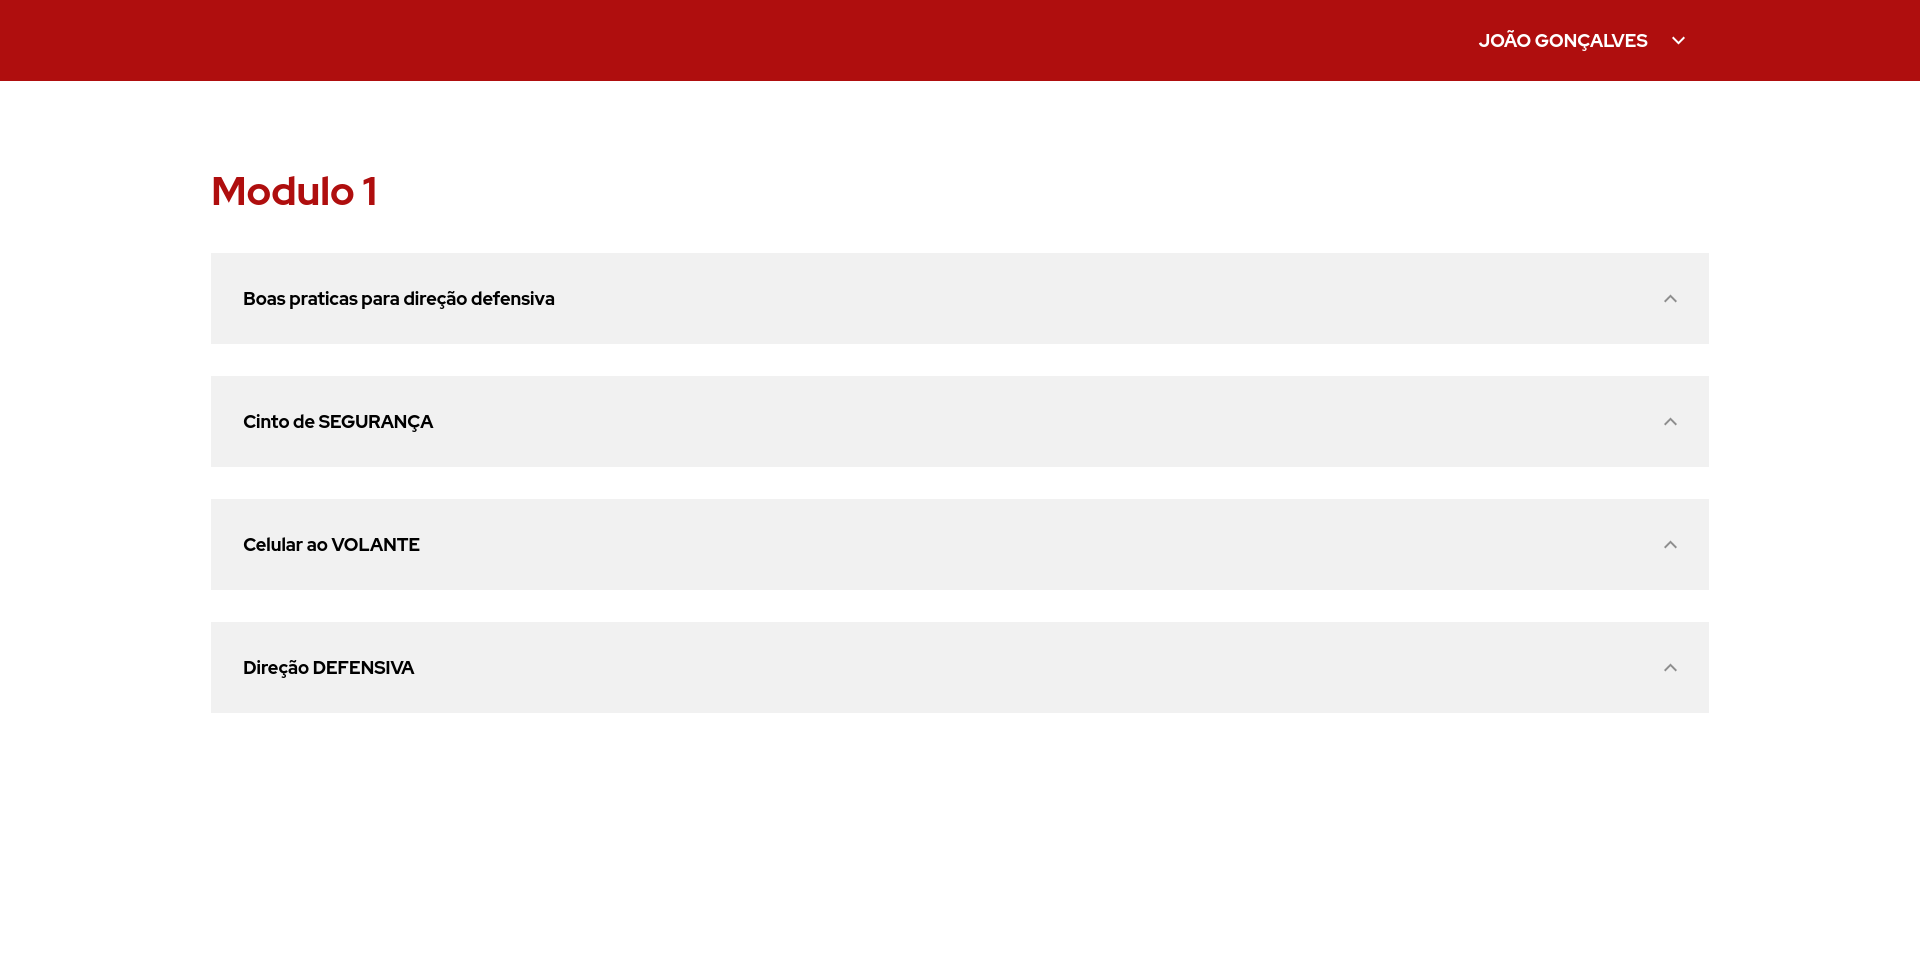 JOÃO GONÇALVES
Modulo 1
Boas praticas para direção defensiva
Cinto de SEGURANÇA
Celular ao VOLANTE
Direção DEFENSIVA